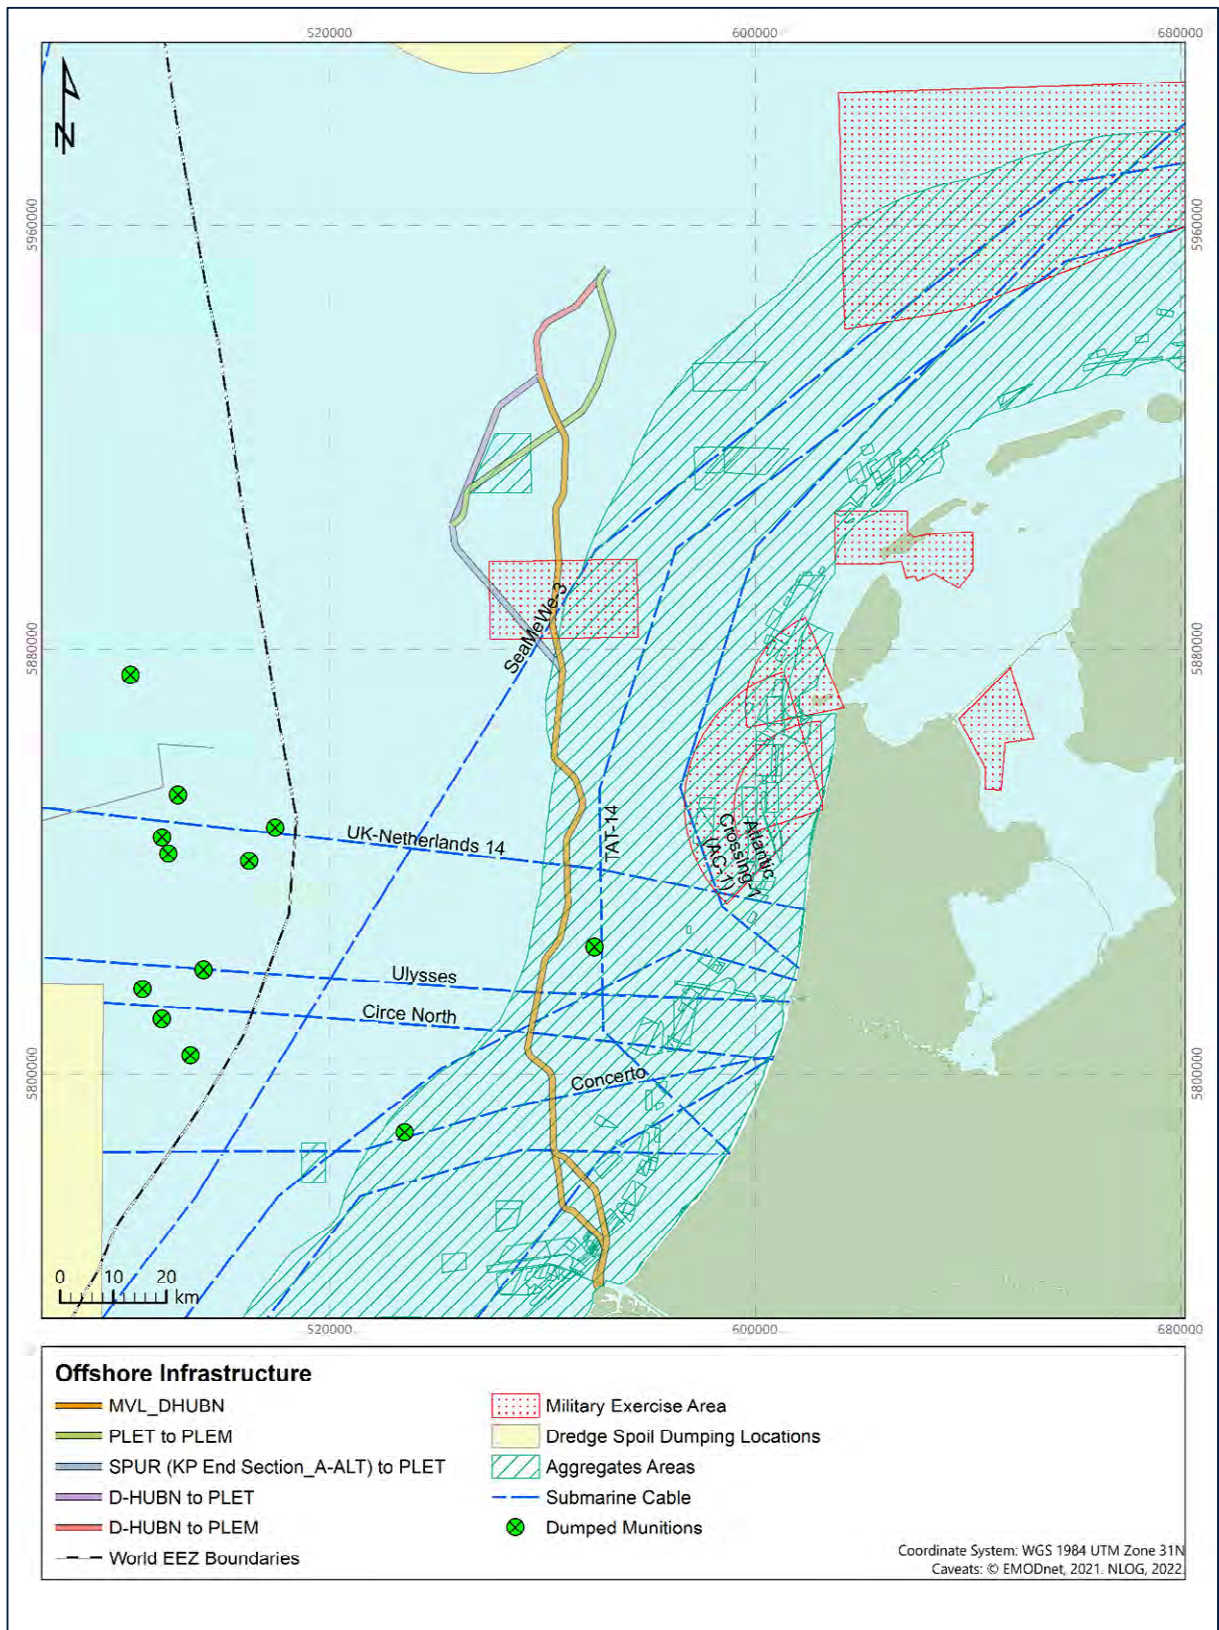 520000
600000
680000
N
5960000
5960000
SeaMeWe-3
5880000
5880000
UK-Netherlands 14
TAT-14
Atlantic
Crossing-1
(AC-1)
Ulysses
Circe North
Concerto
5800000
5800000
0 10 20
km
520000
600000
680000
Offshore Infrastructure
MVL_DHUBN
PLET to PLEM
SPUR (KP End Section_A-ALT) to PLET
D-HUBN to PLET
D-HUBN to PLEM
World EEZ Boundaries
Military Exercise Area
Dredge Spoil Dumping Locations
Aggregates Areas
Submarine Cable
Dumped Munitions
Coordinate System: WGS 1984 UTM Zone 31N
Caveats: © EMODnet, 2021. NLOG, 2022.